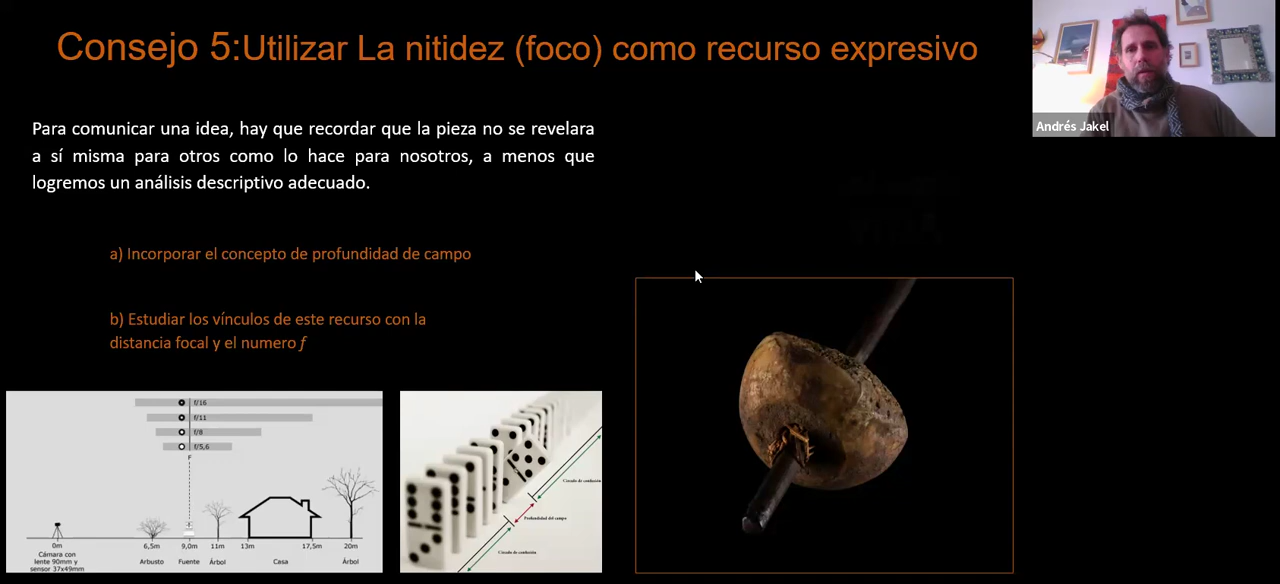 Consejo 5:Utilizar La nitidez (foco) como recurso expresivo
Andrés Jakel
Para comunicar una idea, hay que recordar que la pieza no se revelara
a sí misma para otros como lo hace para nosotros, a menos que
logremos un análisis descriptivo adecuado.
a) Incorporar el concepto de profundidad de campo
b) Estudiar los vínculos de este recurso con la
distancia focal y el numero f
f/16
f/11
f/8
f/5,6
F
0m
6,5m
9,0m
11m
13m
17,5m
20m
Cámara con
lente 90mm y
sensor 37x49mm
Arbusto
Fuente
Árbol
Casa
Árbol
Círculo de confusión
Profundidad del campo
Círculo de confusión